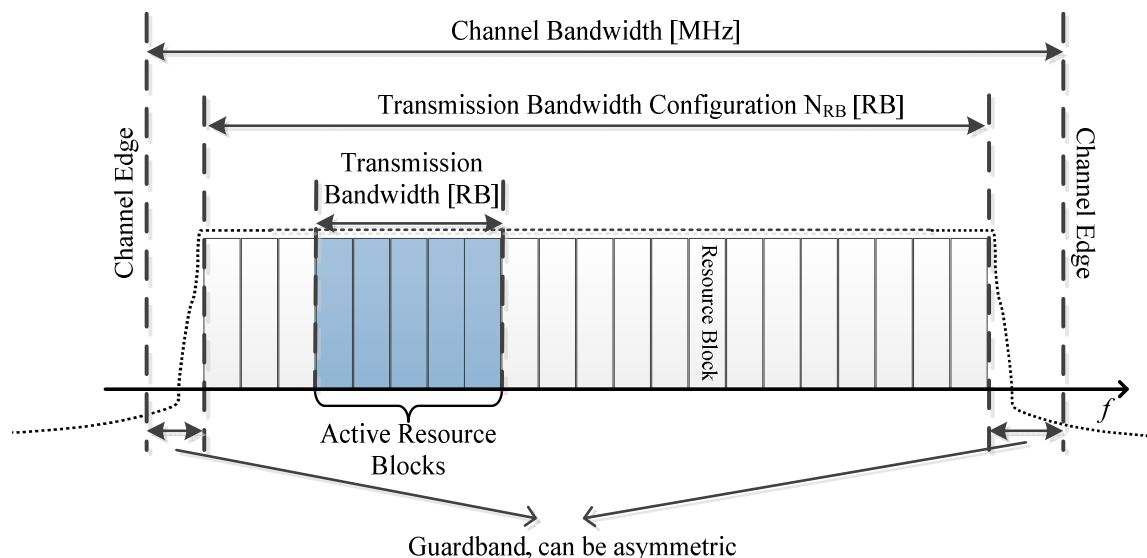 Channel Bandwidth [MHz]
Transmission Bandwidth Configuration N_RB [RB]
Transmission
Bandwidth [RB]
Channel Edge
Channel Edge
Resource Block
f
Active Resource
Blocks
Guardband, can be asymmetric